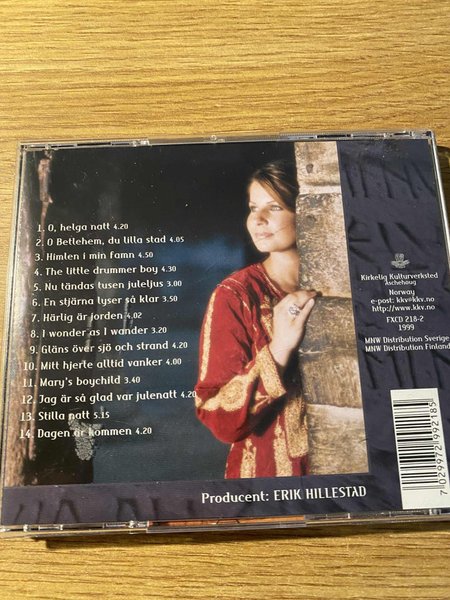 1. O, helga natt 4.20
2. O Betlehem, du lilla stad 4.05
3. Himlen i min famn 4.50
4. The little drummer boy 4.30
5. Nu tändas tusen juleljus 3.00
6. En stjärna lyser så klar 3.50
7. Härlig är jorden 4.02
8. I wonder as I wander 4.20
9. Gläns över sjö och strand 4.20
10. Mitt hjerte alltid vanker 4.00
11. Mary's boychild 3.40
12. Jag är så glad var julenatt 4.20
13. Stilla natt 5.15
14. Dagen är kommen 4.20
Kirkelig Kulturverksted
aschehoug
Norway
e-post: kkv@kkv.no
http://www.kkv.no
FXCD 218-2
1999
MNW Distribution Sverige
MNW Distribution Finland
7 029972 992185
Producent: ERIK HILLESTAD